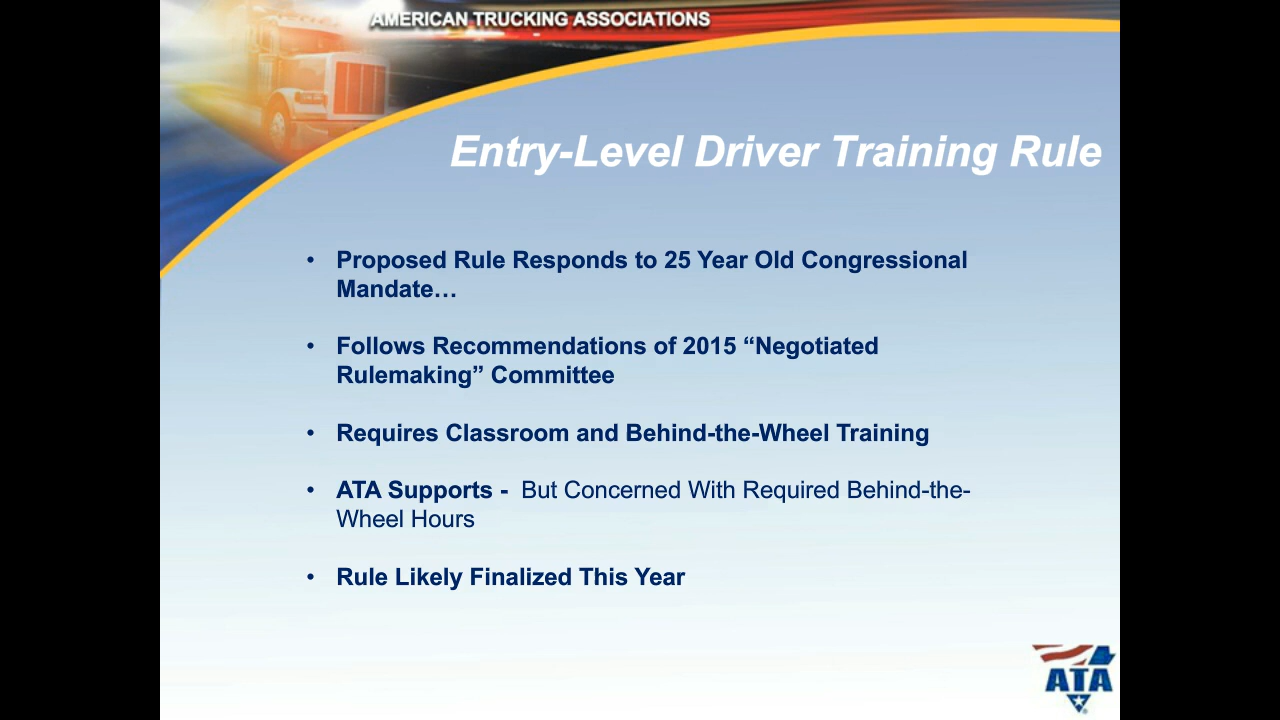 AMERICAN TRUCKING ASSOCIATIONS
Entry-Level Driver Training Rule
• Proposed Rule Responds to 25 Year Old Congressional
Mandate…
• Follows Recommendations of 2015 “Negotiated
Rulemaking” Committee
• Requires Classroom and Behind-the-Wheel Training
• ATA Supports -  But Concerned With Required Behind-the-
Wheel Hours
• Rule Likely Finalized This Year
ATA